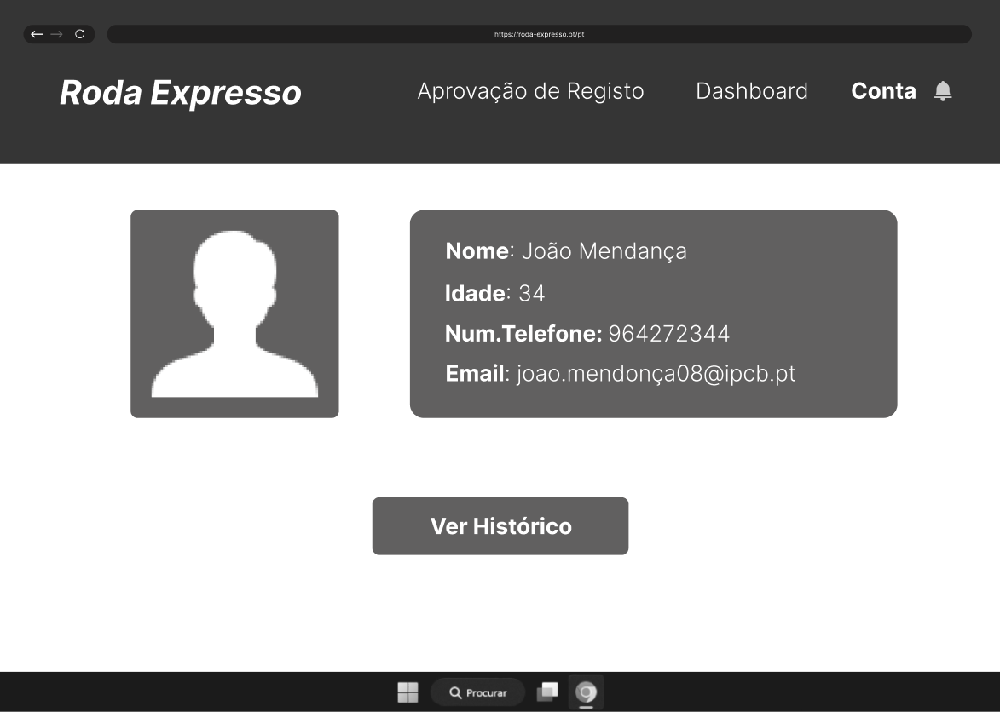 https://roda-expresso.pt/pt
Roda Expresso
Aprovação de Registo
Dashboard
Conta
Nome: João Mendança
Idade: 34
Num.Telefone: 964272344
Email: joao.mendonça08@ipcb.pt
Ver Histórico
Procurar